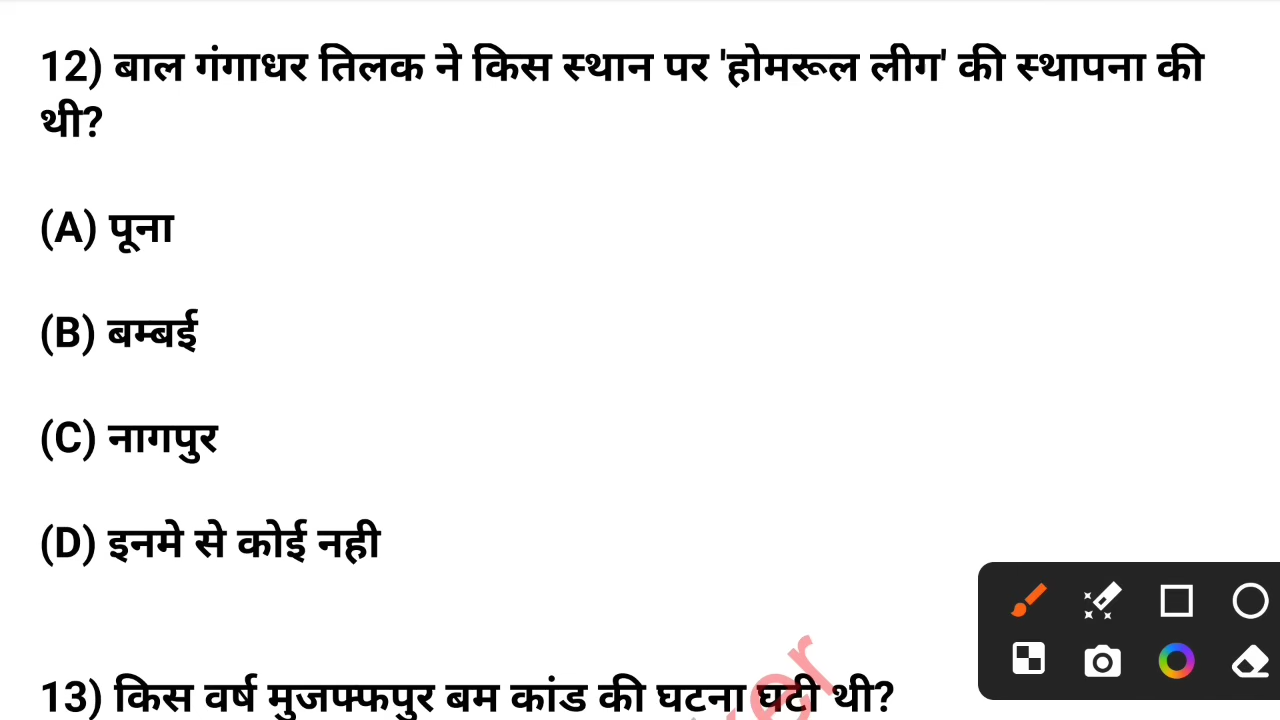 12) बाल गंगाधर तिलक ने किस स्थान पर 'होमरूल लीग' की स्थापना की
थी?
(A) पूना
(B) बम्बई
(C) नागपुर
(D) इनमे से कोई नही
13) किस वर्ष मुजफ्फपुर बम कांड की घटना घटी थी?